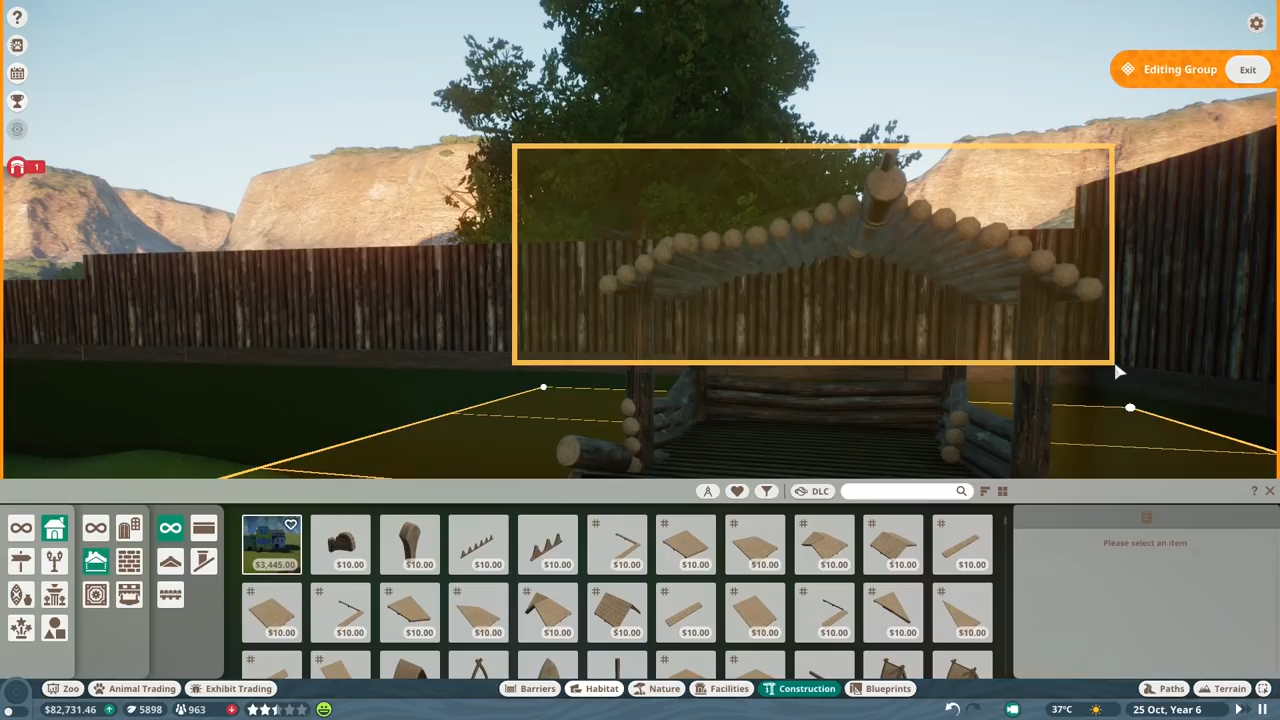 ?
Editing Group Exit
1
DLC
? ×
$3,445.00 $10.00 $10.00 $10.00 $10.00 $10.00 $10.00 $10.00 $10.00 $10.00 $10.00
Please select an item
$10.00 $10.00 $10.00 $10.00 $10.00 $10.00 $10.00 $10.00 $10.00 $10.00 $10.00
Zoo Animal Trading Exhibit Trading Barriers Habitat Nature Facilities Construction Blueprints Paths Terrain
$82,731.46 5898 963 37°C 25 Oct, Year 6